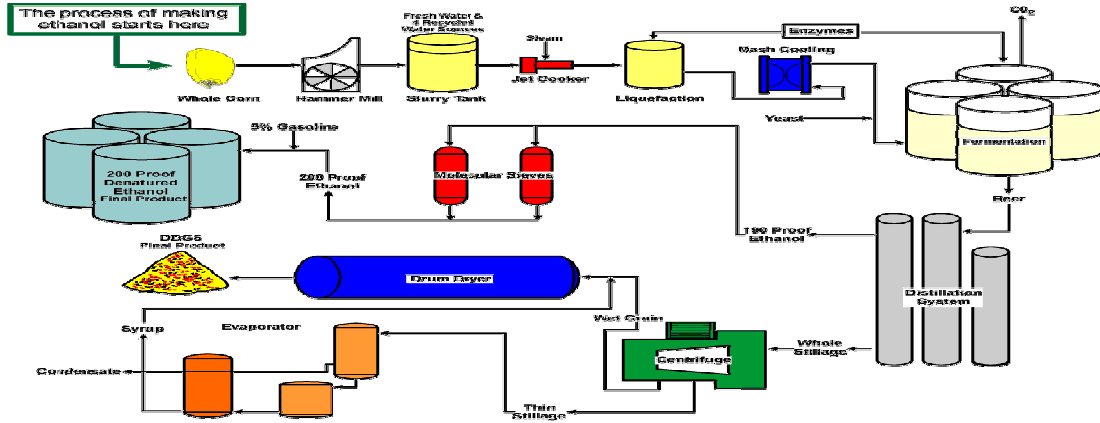 The process of making
ethanol starts here
Fresh Water &
4 Recycled
Water Sources
Steam
Enzymes
CO2
Mash Cooling
Whole Corn
Hammer Mill
Slurry Tank
Jet Cooker
Liquefaction
Yeast
Fermentation
5% Gasoline
200 Proof
Ethanol
Molecular Sieves
200 Proof
Denatured
Ethanol
Final Product
Beer
190 Proof
Ethanol
DDGS
Final Product
Drum Dryer
Distillation
System
Wet Grain
Syrup
Evaporator
Centrifuge
Whole
Stillage
Condensate
Thin
Stillage